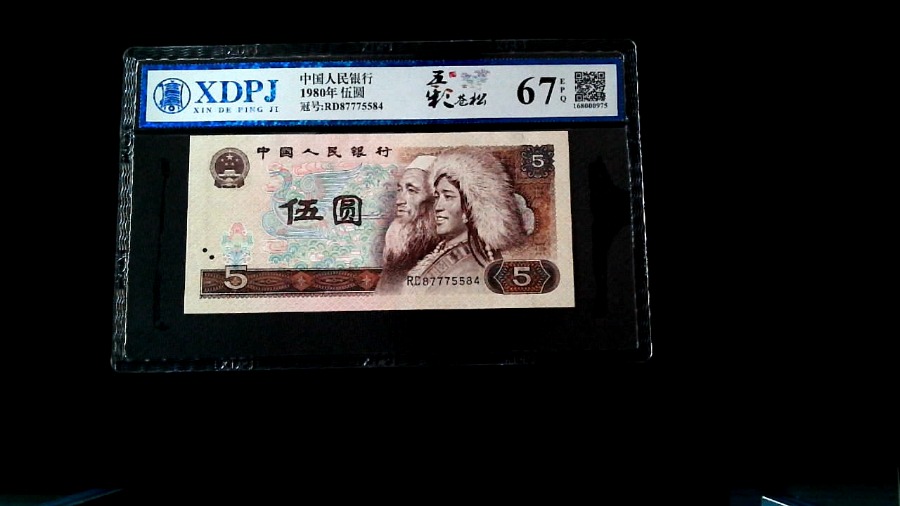 XDPJ
XIN DE PING JI
中国人民银行
1980年 伍圆
冠号:RD87775584
五彩苍松
67
EPQ
168000975
中国人民银行
5
伍圆
5
RD87775584
5